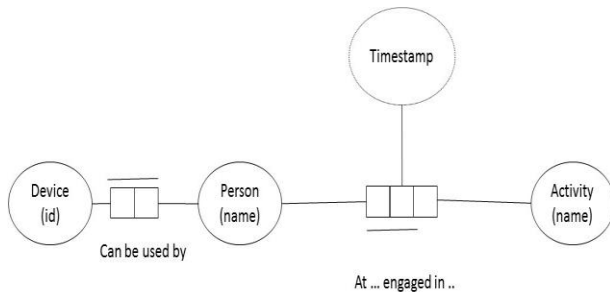 Timestamp
Device
(id)
Person
(name)
Activity
(name)
Can be used by
At ... engaged in ..